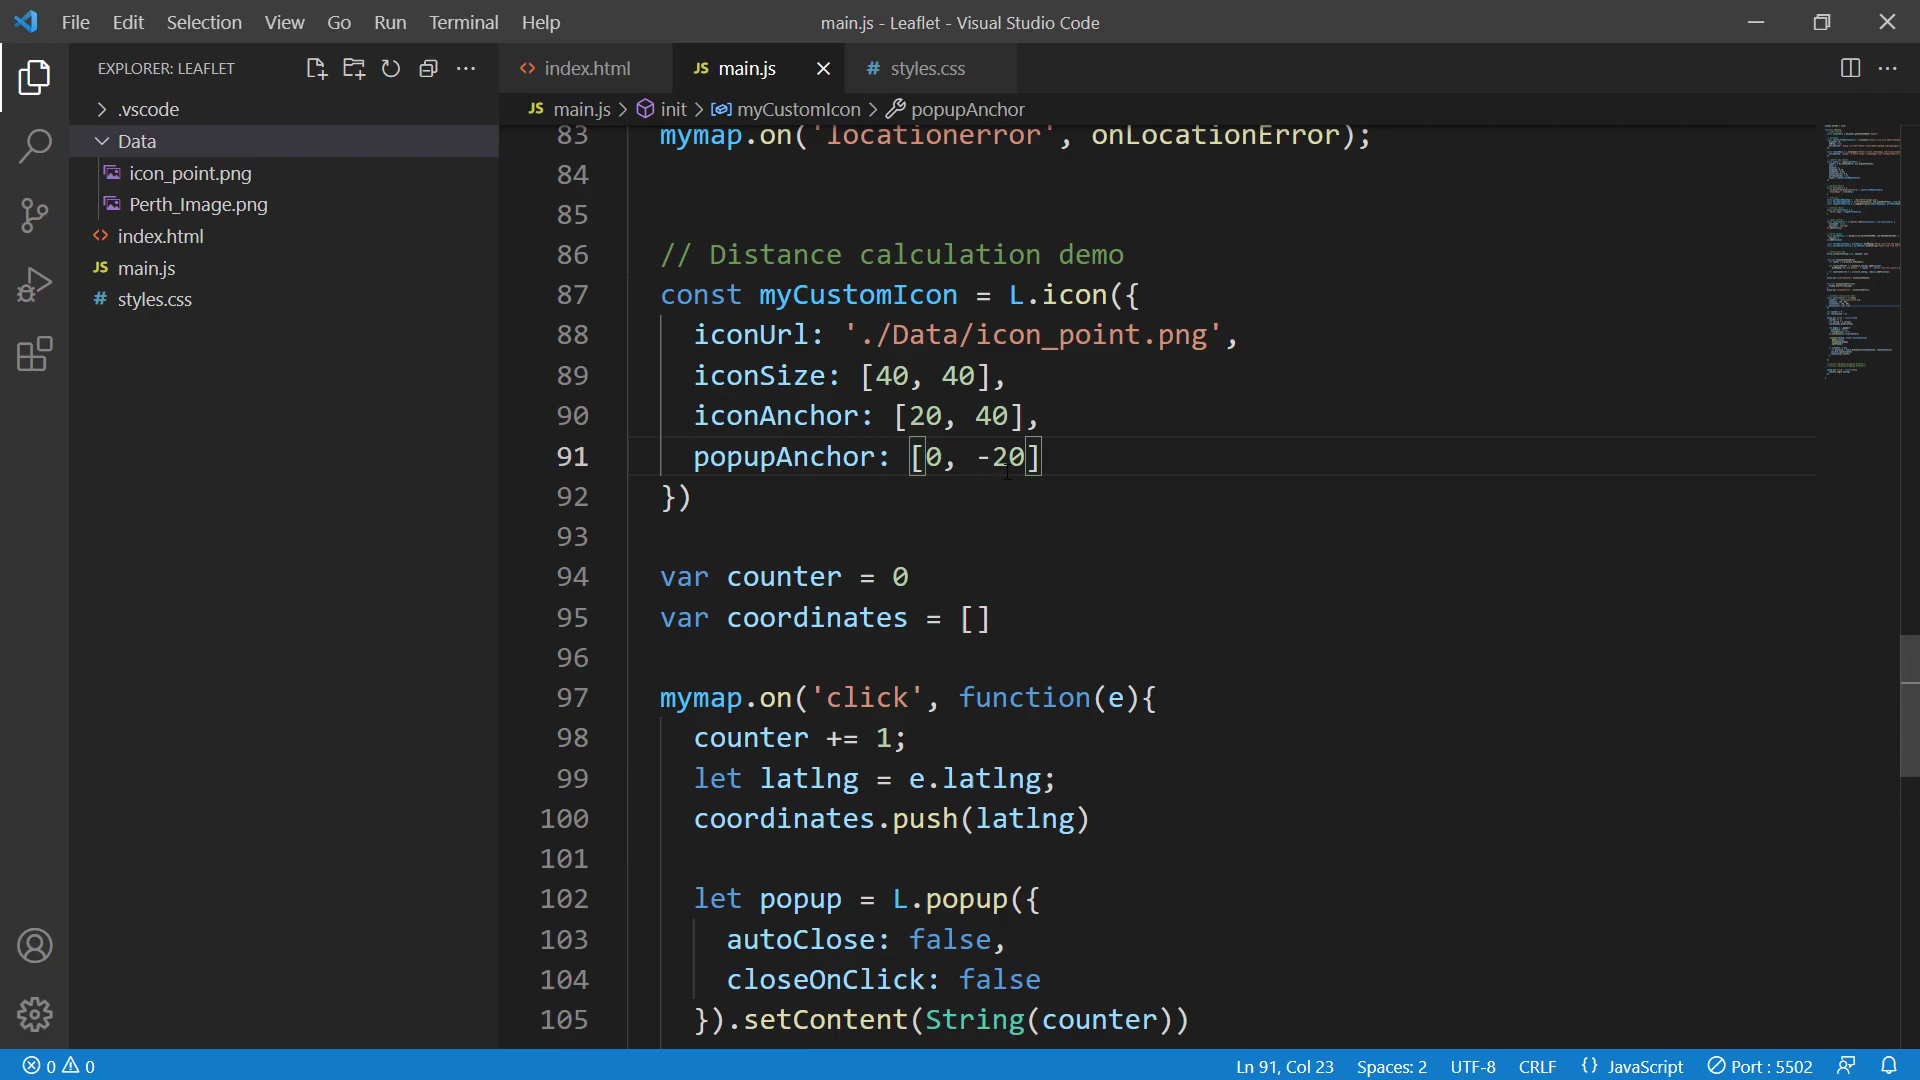 File Edit Selection View Go Run Terminal Help
main.js - Leaflet - Visual Studio Code
EXPLORER: LEAFLET
.vscode
Data
icon_point.png
Perth_Image.png
index.html
JS main.js
# styles.css
index.html
JS main.js
# styles.css
JS main.js > init > myCustomIcon > popupAnchor
83 mymap.on('locationerror', onLocationError);
84
85
86 // Distance calculation demo
87 const myCustomIcon = L.icon({
88 iconUrl: './Data/icon_point.png',
89 iconSize: [40, 40],
90 iconAnchor: [20, 40],
91 popupAnchor: [0, -20]
92 })
93
94 var counter = 0
95 var coordinates = []
96
97 mymap.on('click', function(e){
98 counter += 1;
99 let latlng = e.latlng;
100 coordinates.push(latlng)
101
102 let popup = L.popup({
103 autoClose: false,
104 closeOnClick: false
105 }).setContent(String(counter))
0 0 Ln 91, Col 23 Spaces: 2 UTF-8 CRLF {} JavaScript Port : 5502